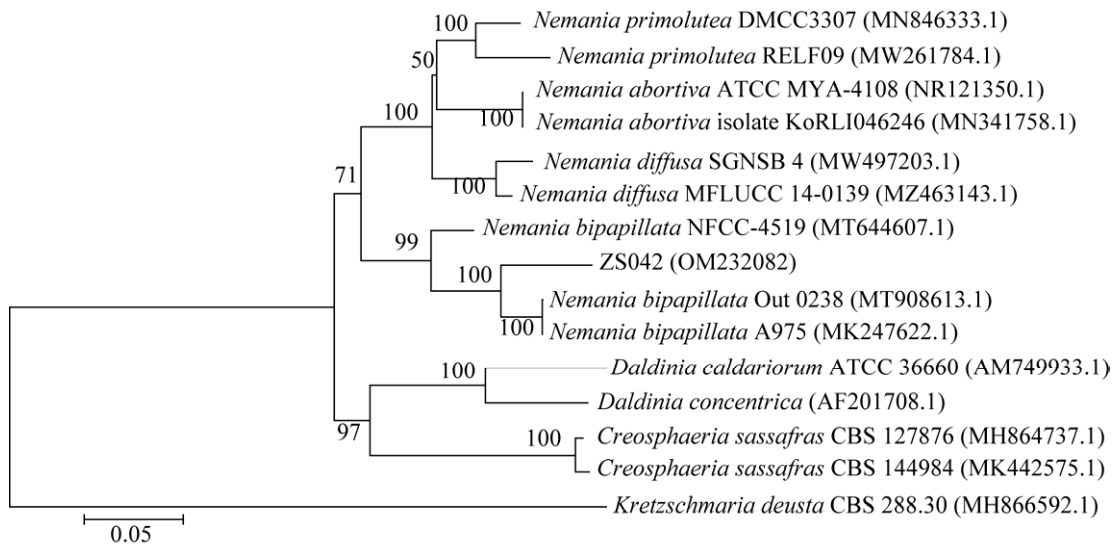 100
Nemania primolutea DMCC3307 (MN846333.1)
50
Nemania primolutea RELF09 (MW261784.1)
Nemania abortiva ATCC MYA-4108 (NR121350.1)
100
100
Nemania abortiva isolate KoRLI046246 (MN341758.1)
Nemania diffusa SGNSB 4 (MW497203.1)
71
100
Nemania diffusa MFLUCC 14-0139 (MZ463143.1)
Nemania bipapillata NFCC-4519 (MT644607.1)
99
ZS042 (OM232082)
100
Nemania bipapillata Out 0238 (MT908613.1)
100
Nemania bipapillata A975 (MK247622.1)
Daldinia caldariorum ATCC 36660 (AM749933.1)
100
Daldinia concentrica (AF201708.1)
97
100
Creosphaeria sassafras CBS 127876 (MH864737.1)
Creosphaeria sassafras CBS 144984 (MK442575.1)
Kretzschmaria deusta CBS 288.30 (MH866592.1)
0.05